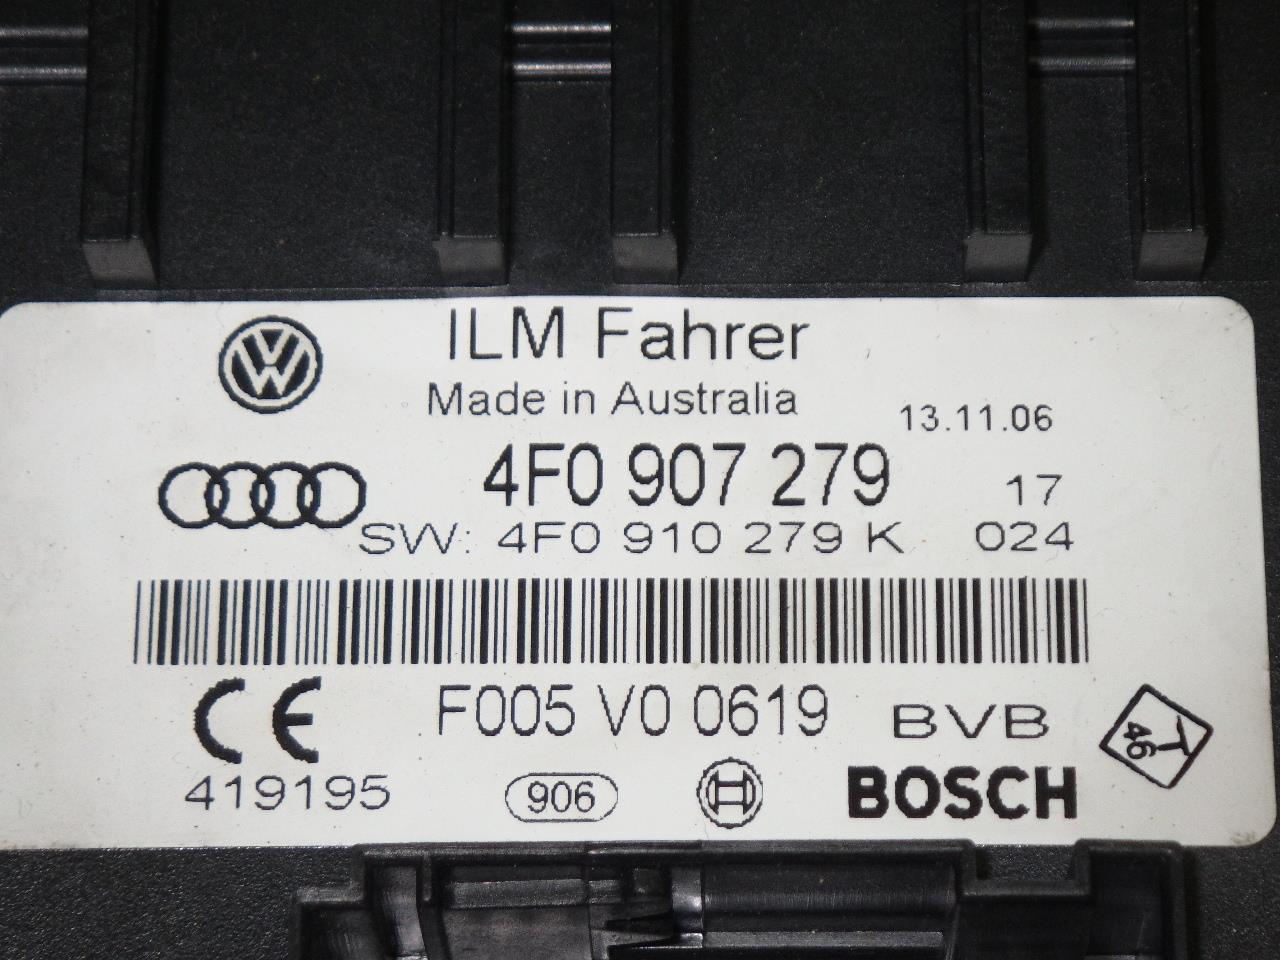 ILM Fahrer
Made in Australia
13.11.06
4F0 907 279
17
SW: 4F0 910 279 K 024
F005 V0 0619 BVB
CE
419195
906
BOSCH
T 46